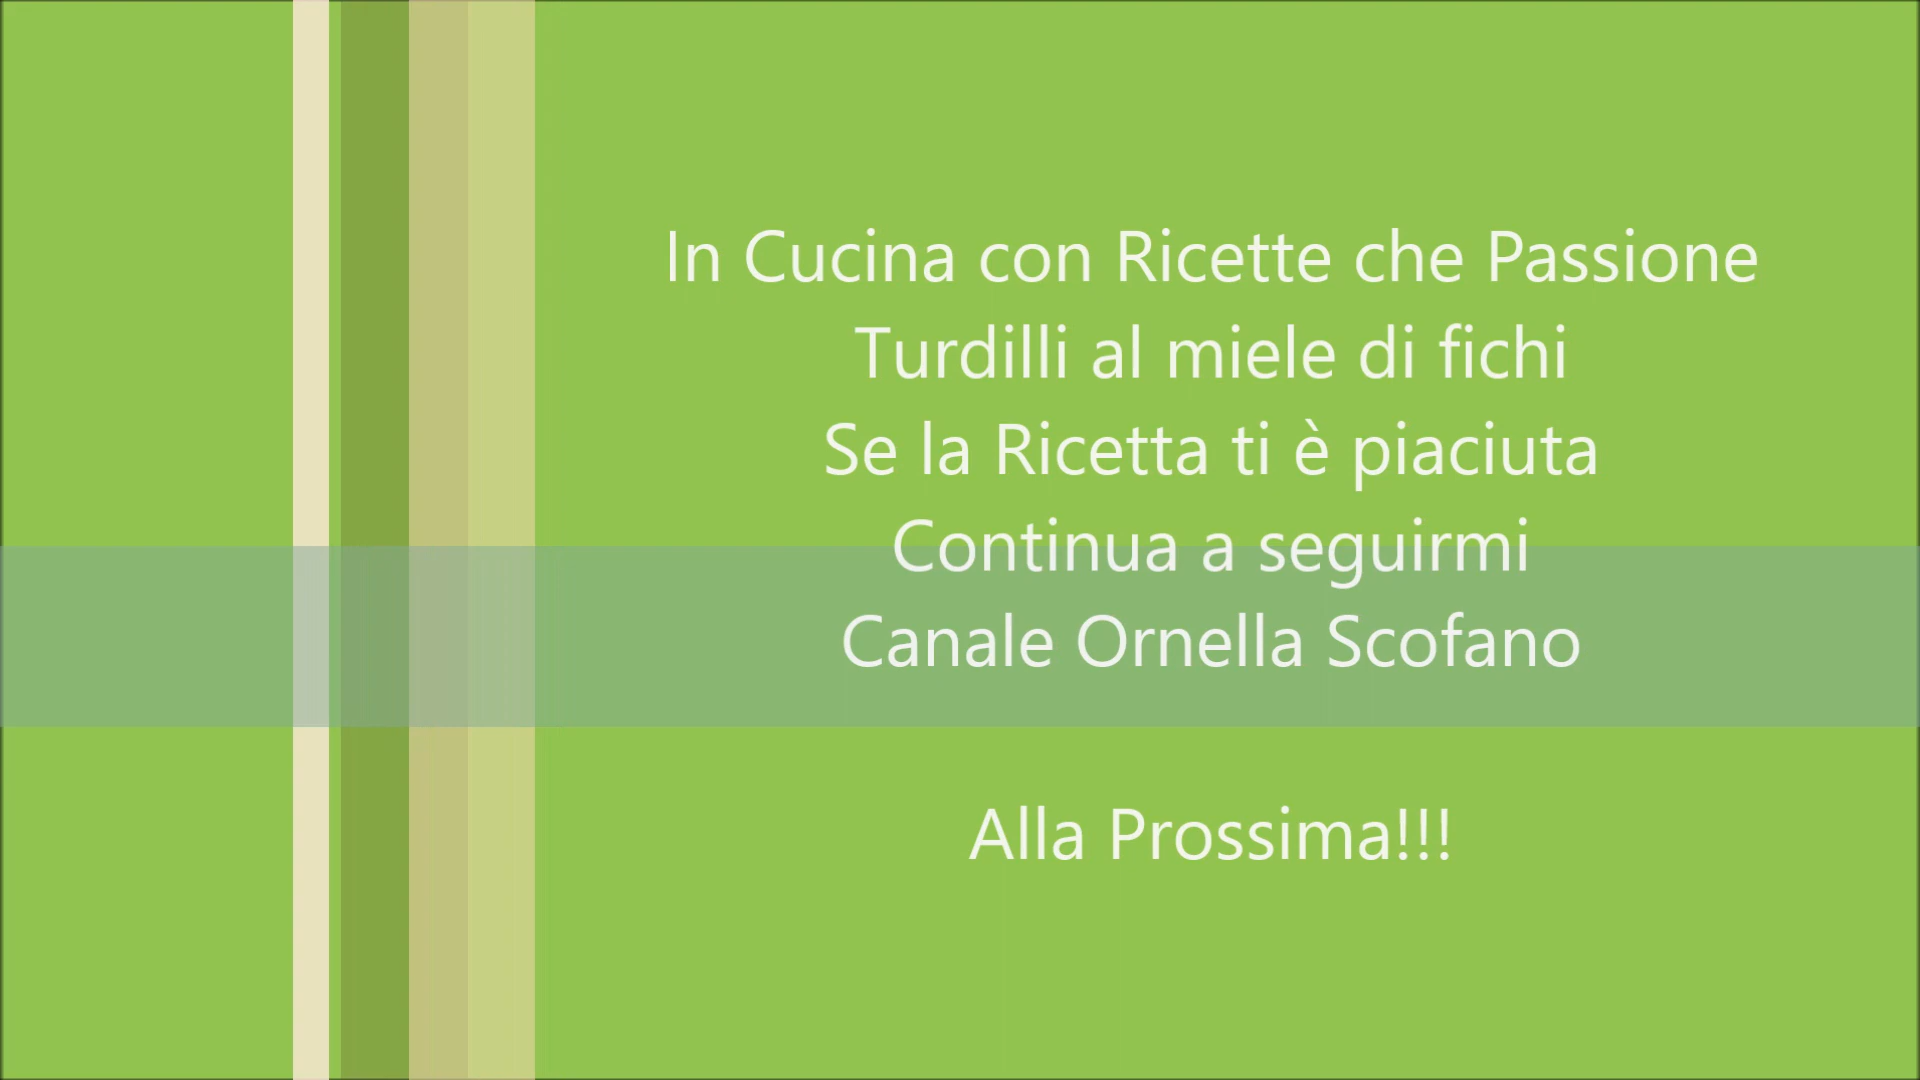 In Cucina con Ricette che Passione
Turdilli al miele di fichi
Se la Ricetta ti è piaciuta
Continua a seguirmi
Canale Ornella Scofano
Alla Prossima!!!